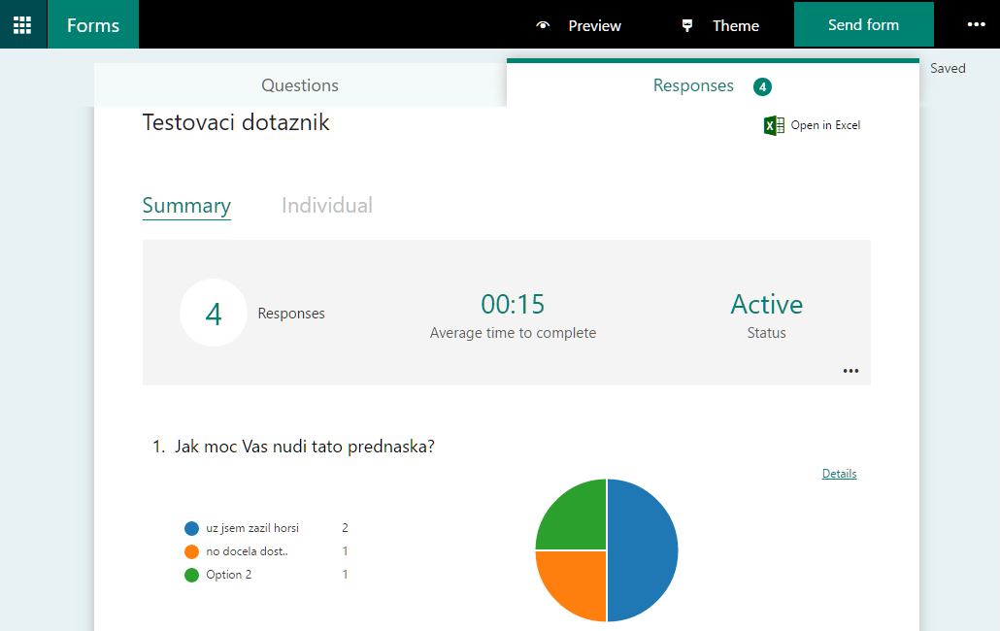 Forms
Preview
Theme
Send form
Questions
Responses 4
Saved
Testovaci dotaznik
Open in Excel
Summary
Individual
4 Responses
00:15
Average time to complete
Active
Status
1. Jak moc Vas nudi tato prednaska?
Details
uz jsem zazil horsi 2
no docela dost.. 1
Option 2 1